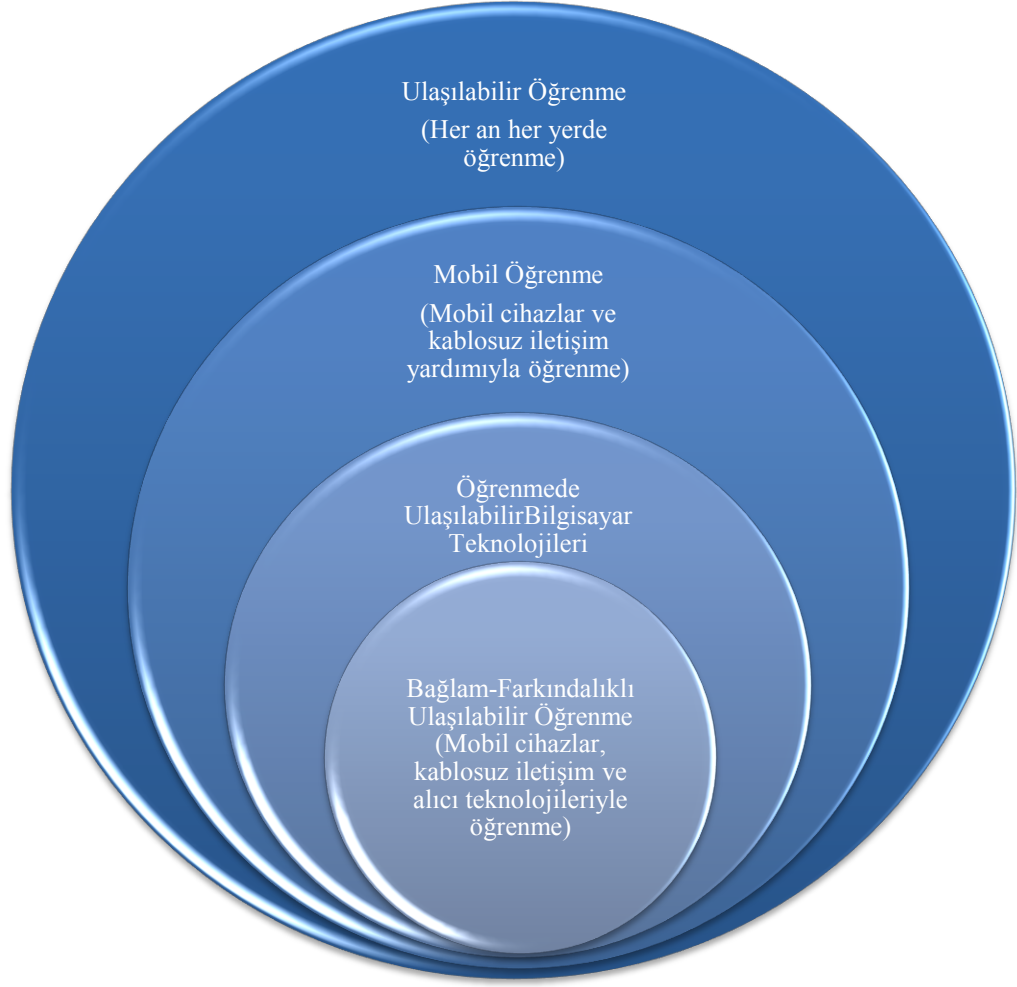 Ulaşılabilir Öğrenme
(Her an her yerde
öğrenme)
Mobil Öğrenme
(Mobil cihazlar ve
kablosuz iletişim
yardımıyla öğrenme)
Öğrenmede
UlaşılabilirBilgisayar
Teknolojileri
Bağlam-Farkındalıklı
Ulaşılabilir Öğrenme
(Mobil cihazlar,
kablosuz iletişim ve
alıcı teknolojileriyle
öğrenme)